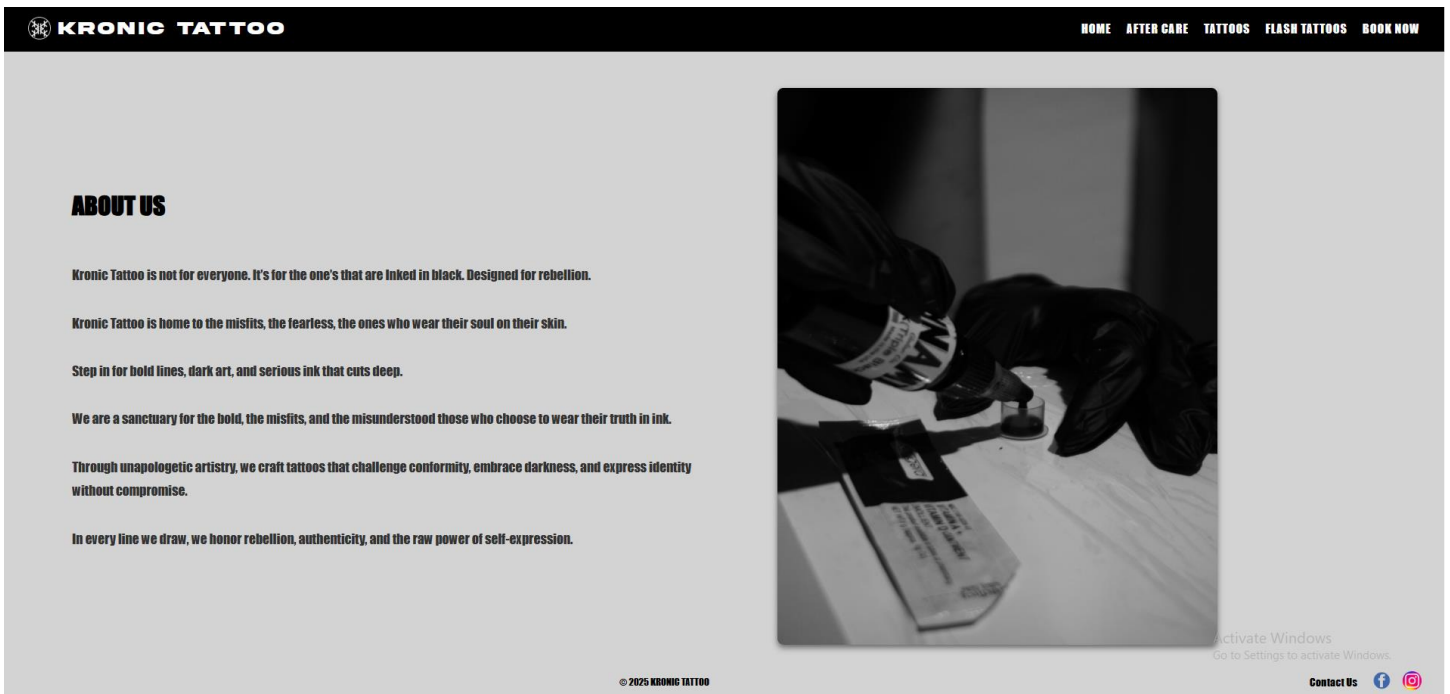 KRONIC TATTOO
HOME AFTER CARE TATTOOS FLASH TATTOOS BOOK NOW
ABOUT US
Kronic Tattoo is not for everyone. It's for the one's that are Inked in black. Designed for rebellion.
Kronic Tattoo is home to the misfits, the fearless, the ones who wear their soul on their skin.
Step in for bold lines, dark art, and serious ink that cuts deep.
We are a sanctuary for the bold, the misfits, and the misunderstood those who choose to wear their truth in ink.
Through unapologetic artistry, we craft tattoos that challenge conformity, embrace darkness, and express identity
without compromise.
In every line we draw, we honor rebellion, authenticity, and the raw power of self-expression.
Triple Black
VITAMIN A +
VITAMIN D OINTMENT
Activate Windows
Go to Settings to activate Windows.
© 2025 KRONIC TATTOO
Contact Us